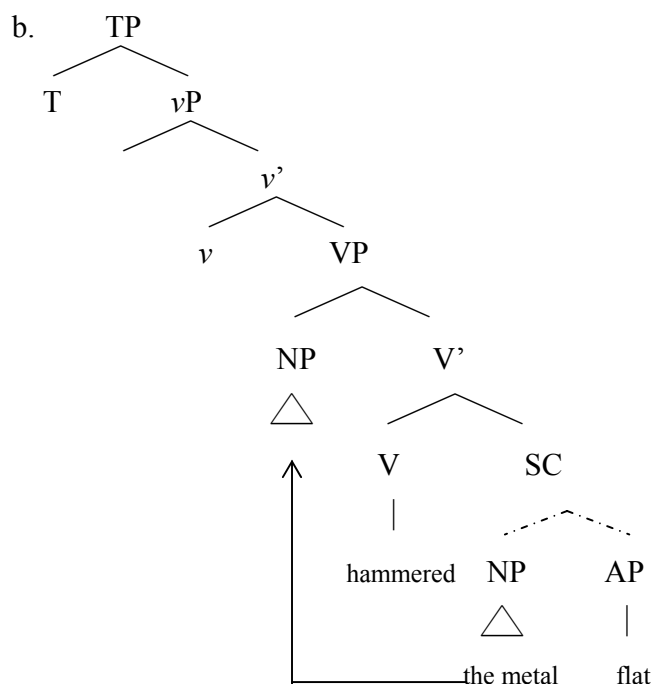 b. TP
T vP
v'
v VP
NP V'
V SC
hammered NP AP
the metal flat